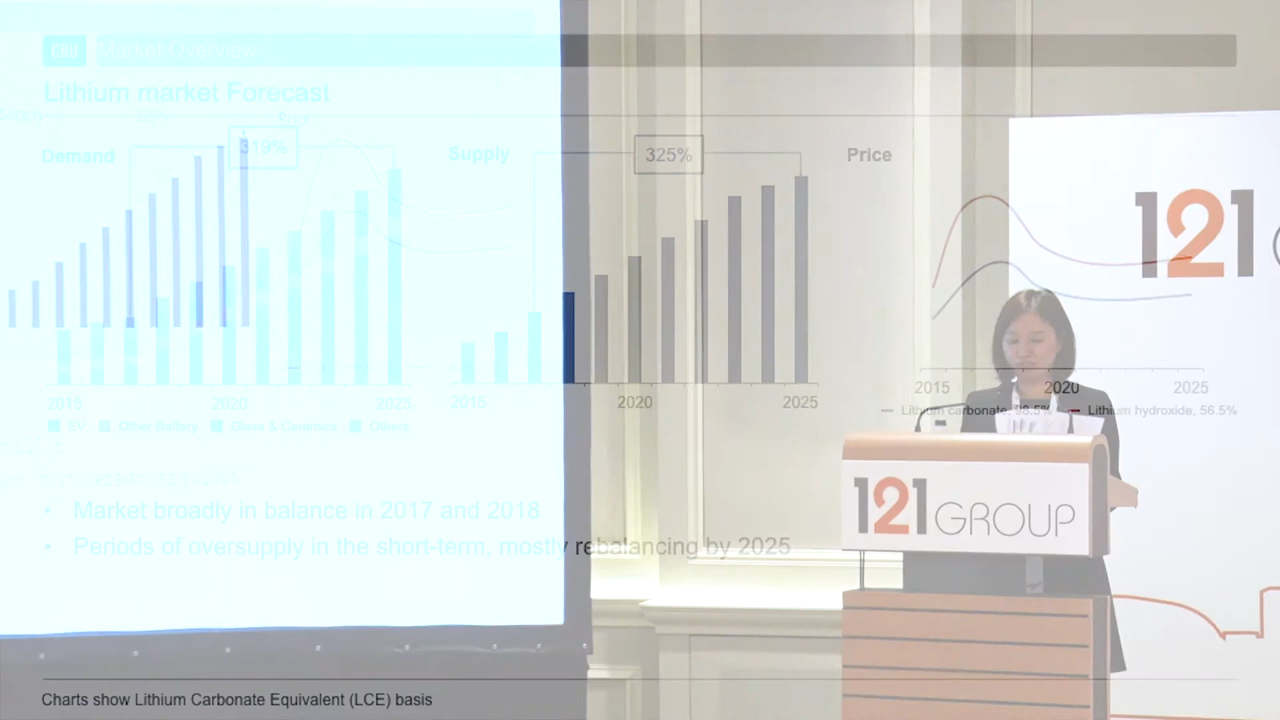 CRU Market Overview
Lithium market Forecast
Supply
Price
Demand
319%
Supply
325%
Price
121
2015
2020
2025
2015
2020
2025
2015
2020
2025
EV
Other Battery
Glass & Ceramics
Others
Lithium carbonate, 98.5%
Lithium hydroxide, 56.5%
121 GROUP
• Market broadly in balance in 2017 and 2018
• Periods of oversupply in the short-term, mostly rebalancing by 2025
Charts show Lithium Carbonate Equivalent (LCE) basis